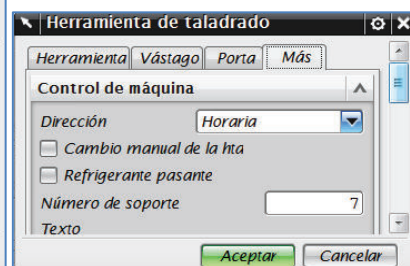 Herramienta de taladrado
Herramienta Vástago Porta Más
Control de máquina
Dirección Horaria
Cambio manual de la hta
Refrigerante pasante
Número de soporte 7
Texto
Aceptar Cancelar